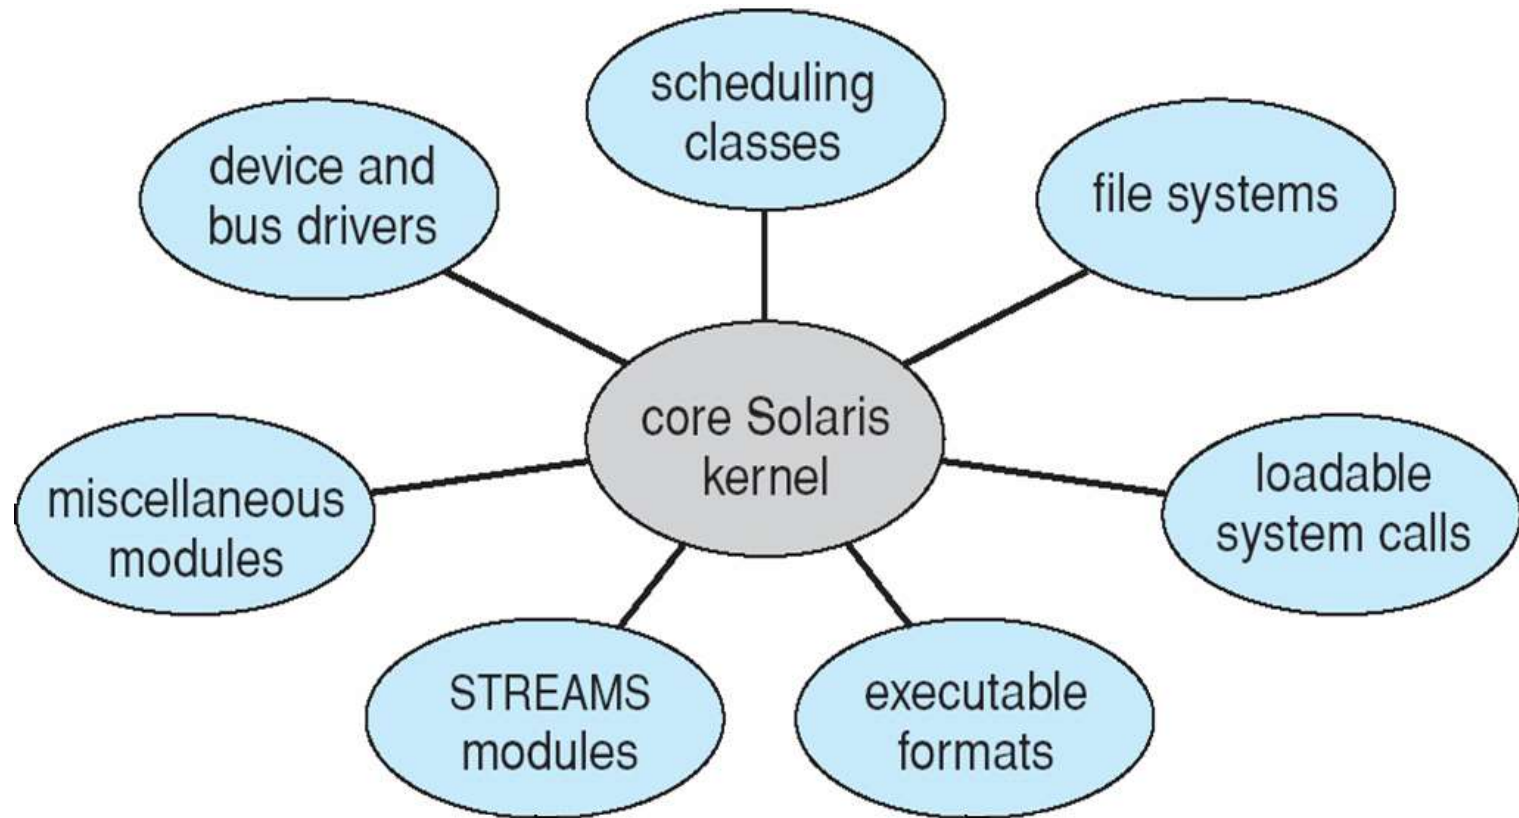 scheduling
classes
device and
bus drivers
file systems
core Solaris
kernel
miscellaneous
modules
loadable
system calls
STREAMS
modules
executable
formats